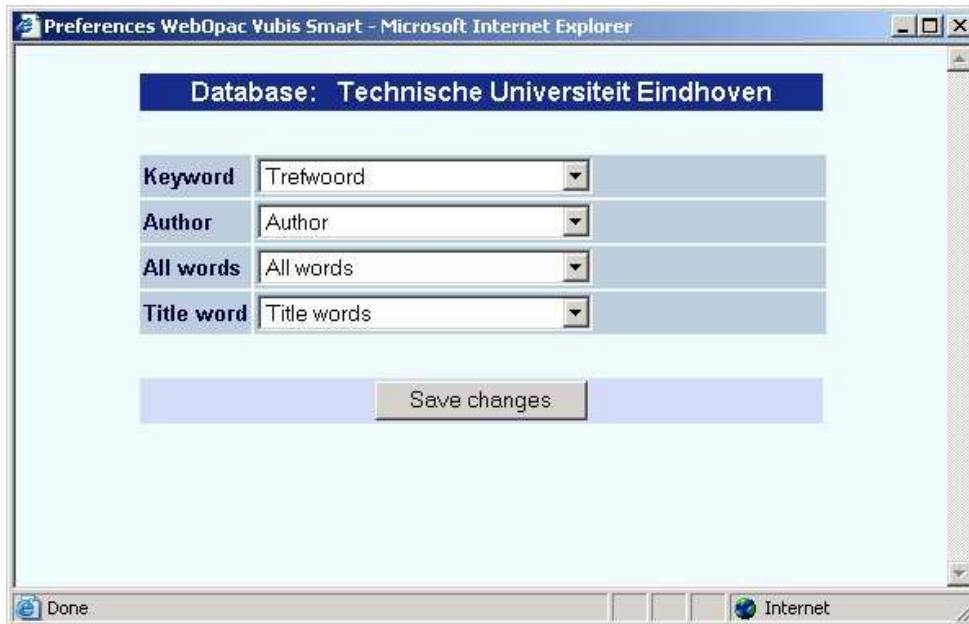 Preferences WebOpac Vubis Smart - Microsoft Internet Explorer
Database: Technische Universiteit Eindhoven
Keyword Trefwoord
Author Author
All words All words
Title word Title words
Save changes
Done Internet